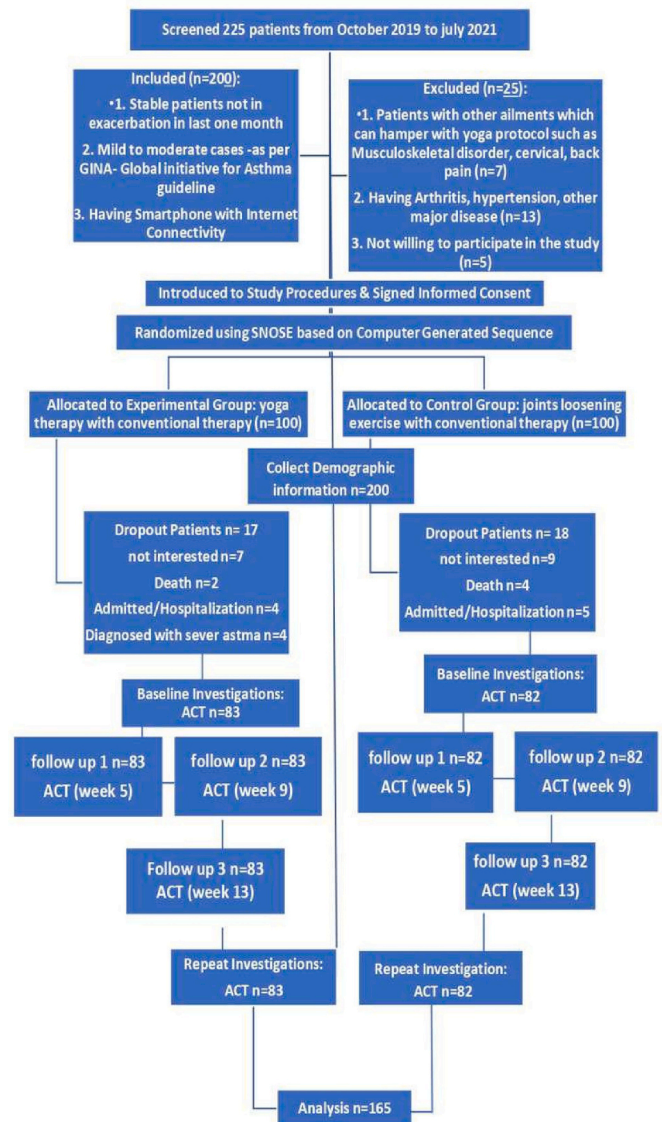 Screened 225 patients from October 2019 to july 2021
Included (n=200):
•1. Stable patients not in
exacerbation in last one month
2. Mild to moderate cases -as per
GINA- Global initiative for Asthma
guideline
3. Having Smartphone with Internet
Connectivity
Excluded (n=25):
•1. Patients with other ailments which
can hamper with yoga protocol such as
Musculoskeletal disorder, cervical, back
pain (n=7)
2. Having Arthritis, hypertension, other
major disease (n=13)
3. Not willing to participate in the study
(n=5)
Introduced to Study Procedures & Signed Informed Consent
Randomized using SNOSE based on Computer Generated Sequence
Allocated to Experimental Group: yoga
therapy with conventional therapy (n=100)
Allocated to Control Group: joints loosening
exercise with conventional therapy (n=100)
Collect Demographic
information n=200
Dropout Patients n= 17
not interested n=7
Death n=2
Admitted/Hospitalization n=4
Diagnosed with sever astma n=4
Dropout Patients n= 18
not interested n=9
Death n=4
Admitted/Hospitalization n=5
Baseline Investigations:
ACT n=83
Baseline Investigations:
ACT n=82
follow up 1 n=83
ACT (week 5)
follow up 2 n=83
ACT (week 9)
follow up 1 n=82
ACT (week 5)
follow up 2 n=82
ACT (week 9)
Follow up 3 n=83
ACT (week 13)
follow up 3 n=82
ACT (week 13)
Repeat Investigations:
ACT n=83
Repeat Investigation:
ACT n=82
Analysis n=165